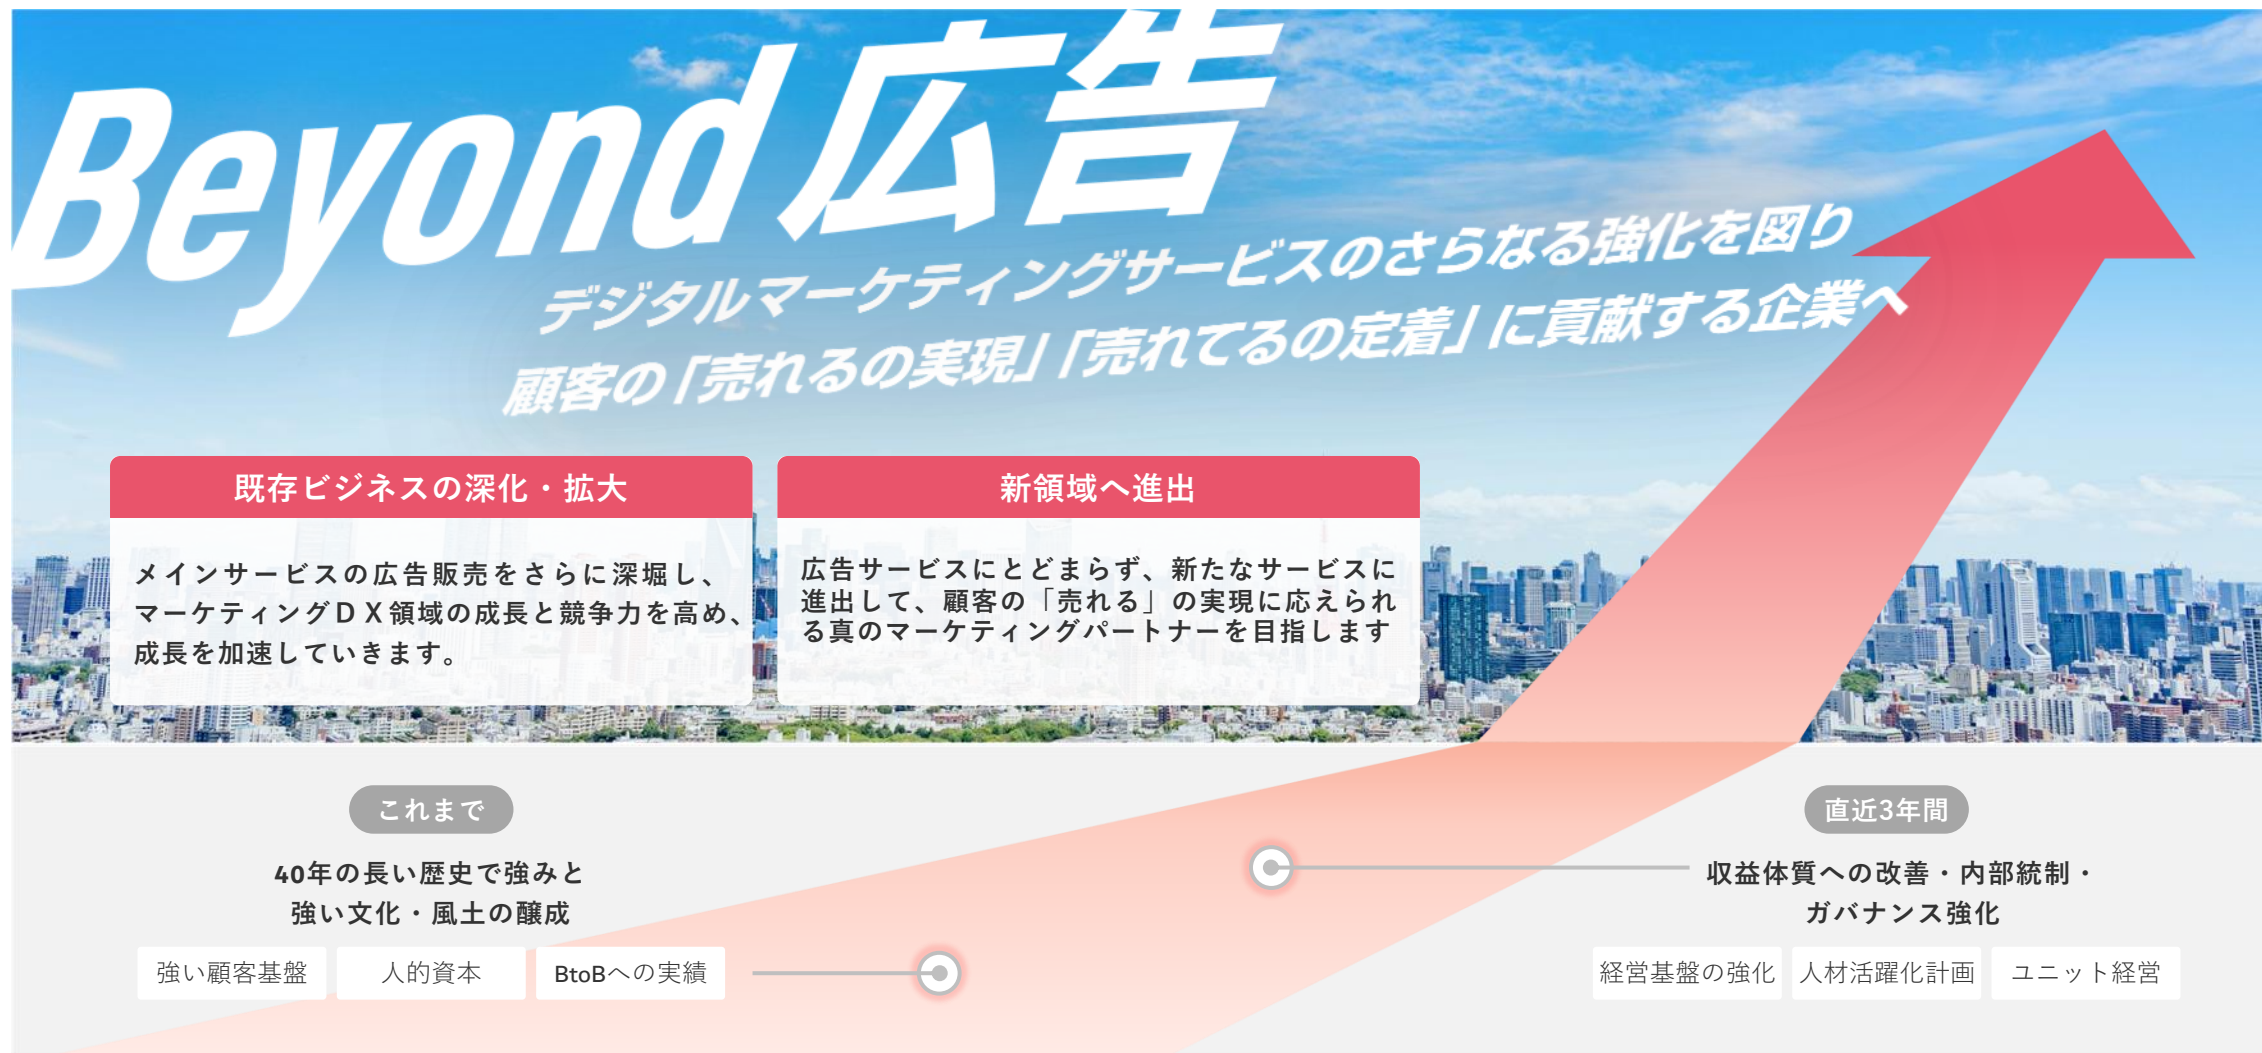 Beyond 広告
デジタルマーケティングサービスのさらなる強化を図り
顧客の「売れるの実現」「売れてるの定着」に貢献する企業へ
既存ビジネスの深化・拡大
メインサービスの広告販売をさらに深堀し、
マーケティングＤＸ領域の成長と競争力を高め、
成長を加速していきます。
新領域へ進出
広告サービスにとどまらず、新たなサービスに
進出して、顧客の「売れる」の実現に応えられ
る真のマーケティングパートナーを目指します
これまで
40年の長い歴史で強みと
強い文化・風土の醸成
強い顧客基盤
人的資本
BtoBへの実績
直近3年間
収益体質への改善・内部統制・
ガバナンス強化
経営基盤の強化
人材活躍化計画
ユニット経営